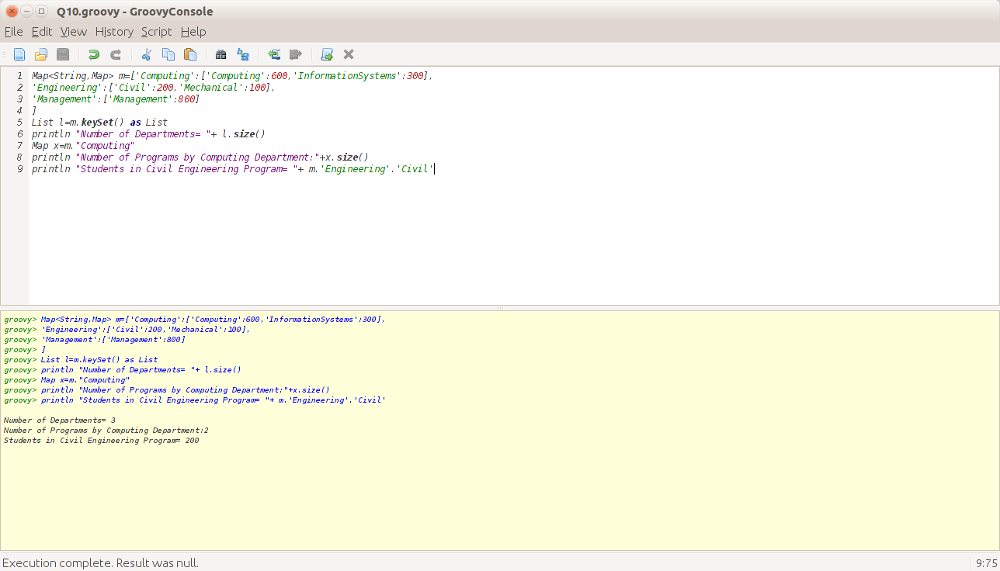 Q10.groovy - GroovyConsole
File Edit View History Script Help
1 Map<String,Map> m=['Computing':['Computing':600,'InformationSystems':300],
2 'Engineering':['Civil':200,'Mechanical':100],
3 'Management':['Management':800]
4 ]
5 List l=m.keySet() as List
6 println "Number of Departments= "+ l.size()
7 Map x=m."Computing"
8 println "Number of Programs by Computing Department:"+x.size()
9 println "Students in Civil Engineering Program= "+ m.'Engineering'.'Civil'
groovy> Map<String,Map> m=['Computing':['Computing':600,'InformationSystems':300],
groovy> 'Engineering':['Civil':200,'Mechanical':100],
groovy> 'Management':['Management':800]
groovy> ]
groovy> List l=m.keySet() as List
groovy> println "Number of Departments= "+ l.size()
groovy> Map x=m."Computing"
groovy> println "Number of Programs by Computing Department:"+x.size()
groovy> println "Students in Civil Engineering Program= "+ m.'Engineering'.'Civil'
Number of Departments= 3
Number of Programs by Computing Department:2
Students in Civil Engineering Program= 200
Execution complete. Result was null.
9:75